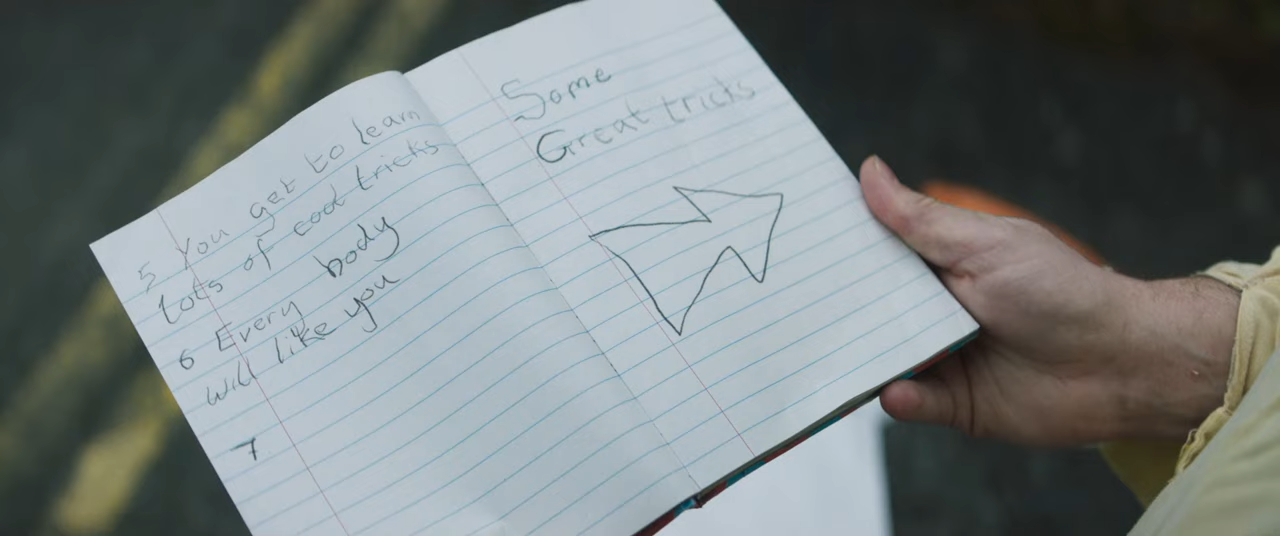 5 You get to learn
lots of cool tricks
6 Every body
will like you
7
Some
Great tricks